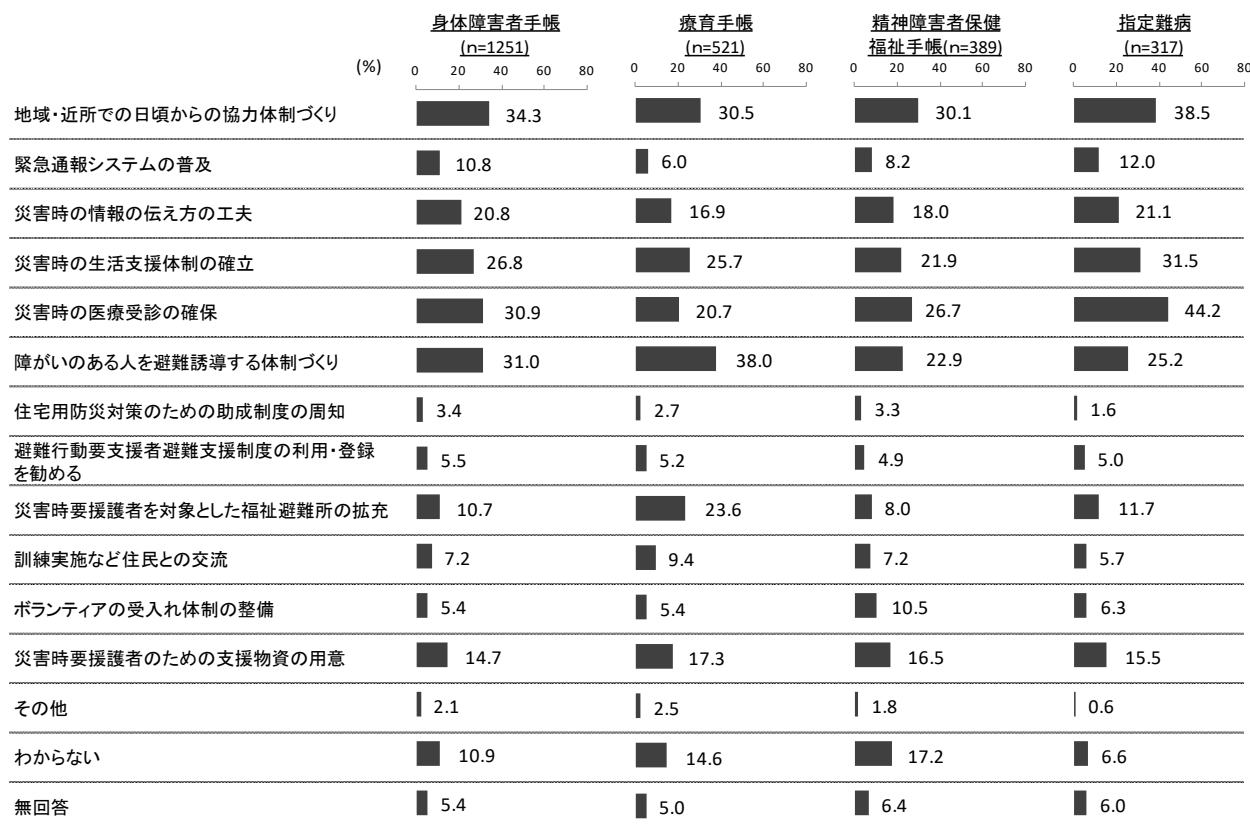 身体障害者手帳 療育手帳 精神障害者保健 指定難病
(n=1251) (n=521) 福祉手帳(n=389) (n=317)
(%) 0 20 40 60 80 0 20 40 60 80 0 20 40 60 80 0 20 40 60 80
地域・近所での日頃からの協力体制づくり 34.3 30.5 30.1 38.5
緊急通報システムの普及 10.8 6.0 8.2 12.0
災害時の情報の伝え方の工夫 20.8 16.9 18.0 21.1
災害時の生活支援体制の確立 26.8 25.7 21.9 31.5
災害時の医療受診の確保 30.9 20.7 26.7 44.2
障がいのある人を避難誘導する体制づくり 31.0 38.0 22.9 25.2
住宅用防災対策のための助成制度の周知 3.4 2.7 3.3 1.6
避難行動要支援者避難支援制度の利用・登録
を勧める 5.5 5.2 4.9 5.0
災害時要援護者を対象とした福祉避難所の拡充 10.7 23.6 8.0 11.7
訓練実施など住民との交流 7.2 9.4 7.2 5.7
ボランティアの受入れ体制の整備 5.4 5.4 10.5 6.3
災害時要援護者のための支援物資の用意 14.7 17.3 16.5 15.5
その他 2.1 2.5 1.8 0.6
わからない 10.9 14.6 17.2 6.6
無回答 5.4 5.0 6.4 6.0